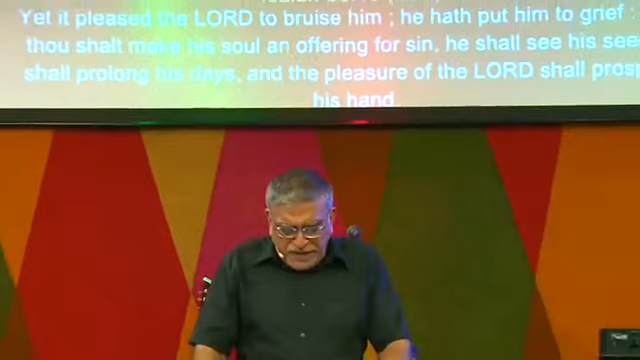 Yet it pleased the LORD to bruise him ; he hath put him to grief :
thou shalt make his soul an offering for sin, he shall see his see
shall prolong his days, and the pleasure of the LORD shall prosp
his hand.